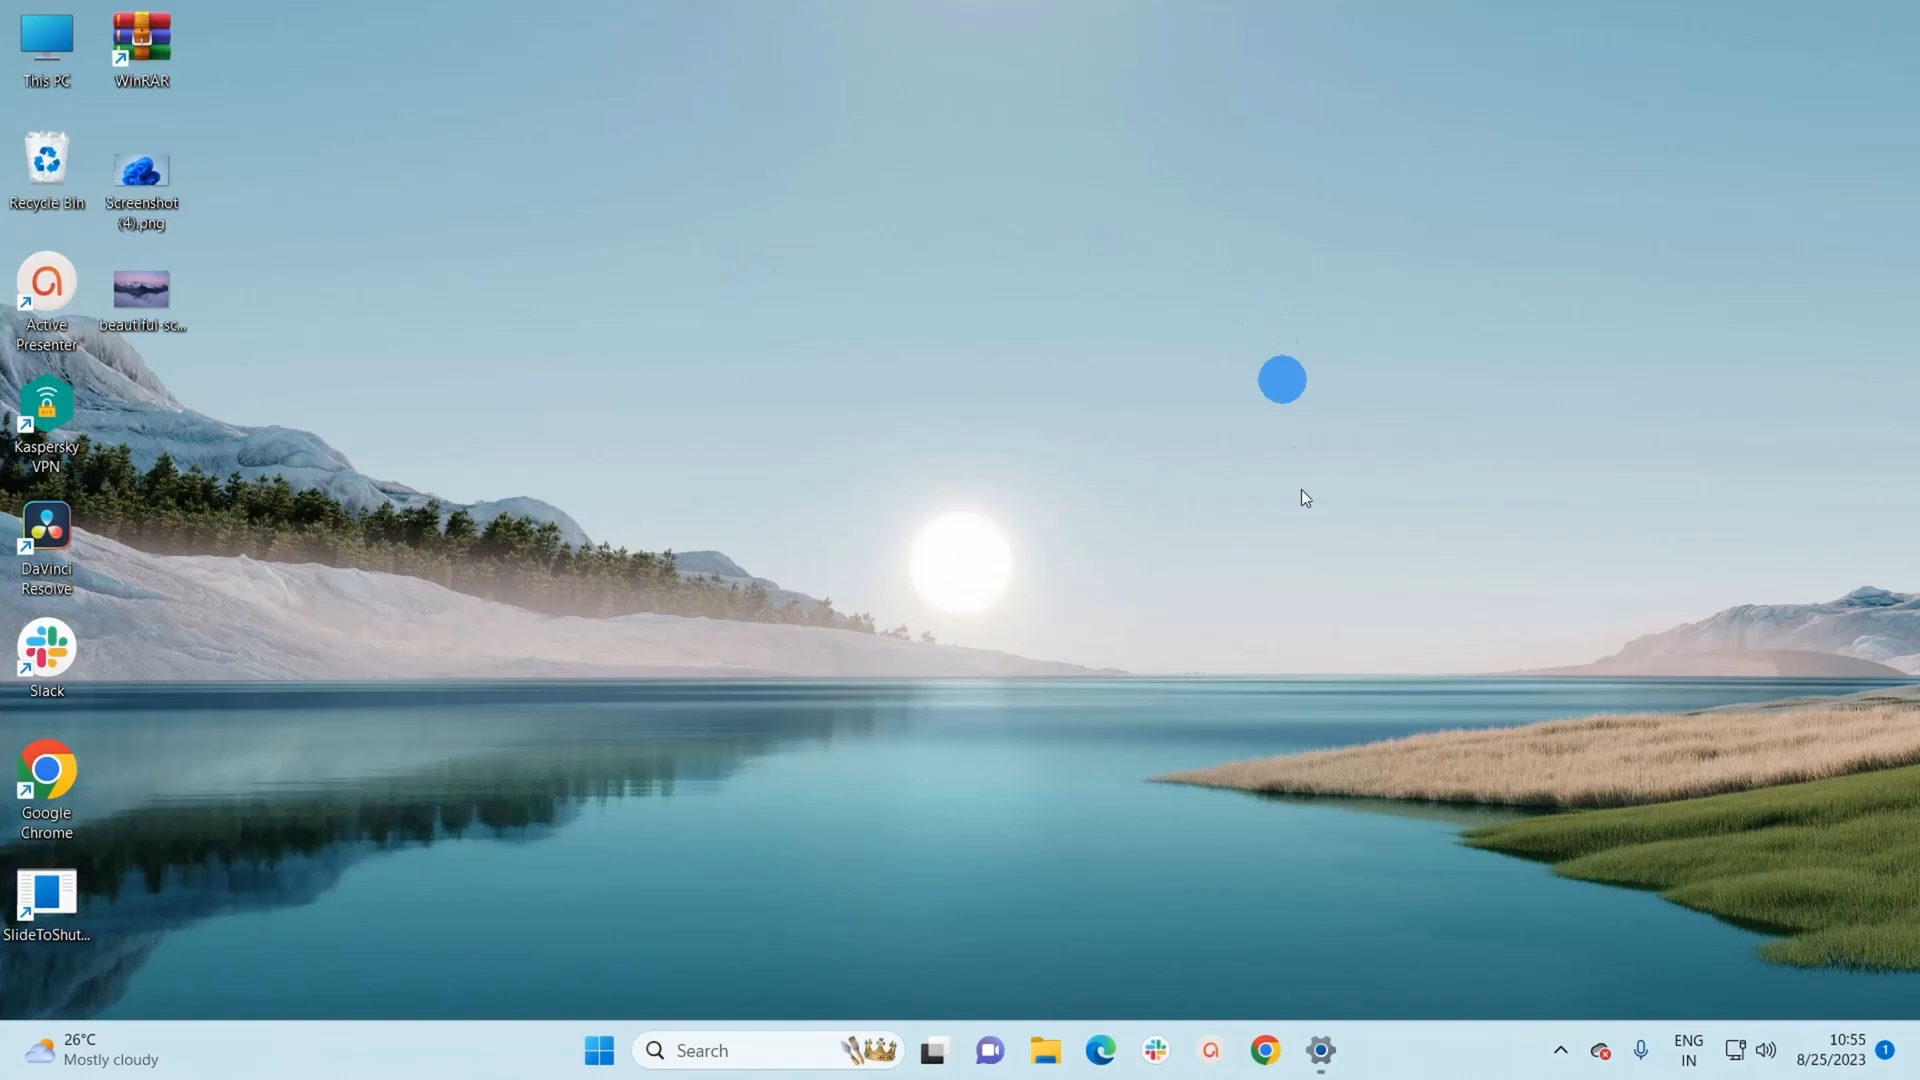 This PC
WinRAR
Recycle Bin
Screenshot
(4).png
Active
Presenter
beautiful-sc...
Kaspersky
VPN
DaVinci
Resolve
Slack
Google
Chrome
SlideToShut...
26°C
Mostly cloudy
Search
ENG
IN
10:55
8/25/2023
1